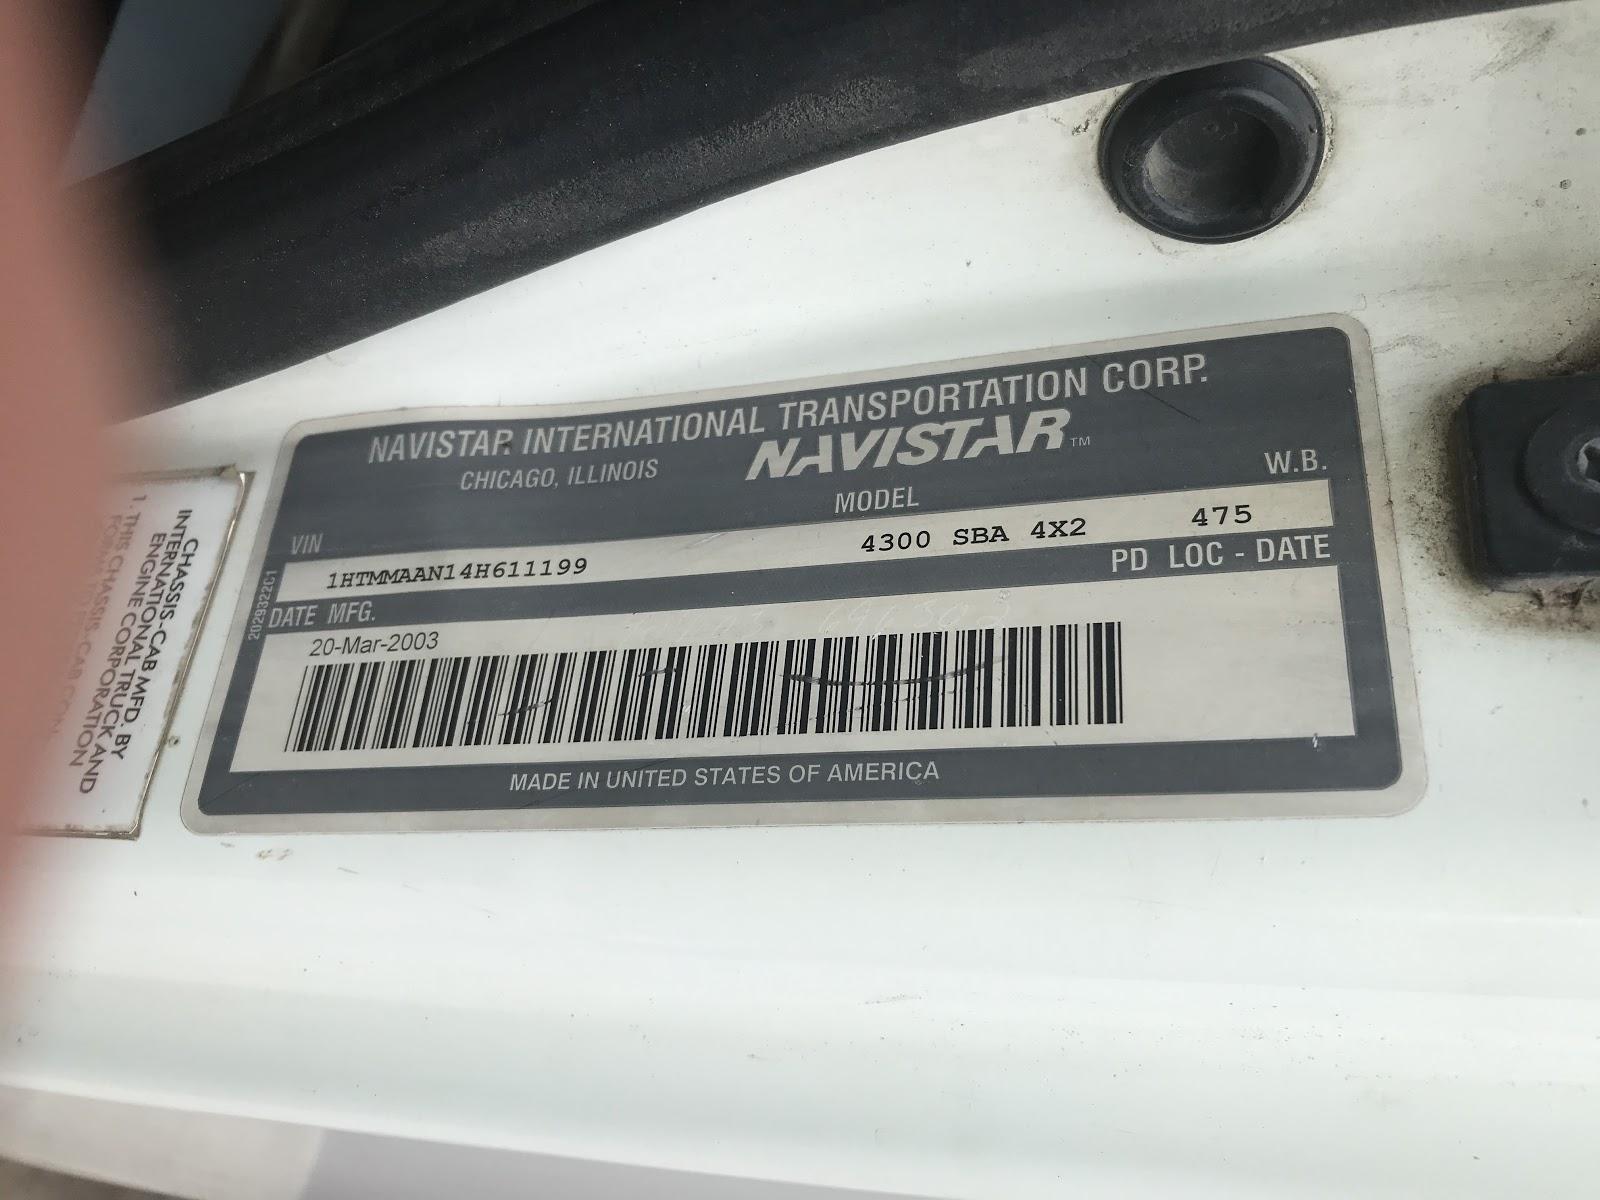 NAVISTAR INTERNATIONAL TRANSPORTATION CORP.
CHICAGO, ILLINOIS
NAVISTAR™
VIN
MODEL
W.B.
1HTMMAAN14H611199
4300 SBA 4X2
475
DATE MFG.
PD LOC - DATE
20-Mar-2003
MADE IN UNITED STATES OF AMERICA
2029322C1
CHASSIS-CAB MFD. BY
INTERNATIONAL TRUCK AND
ENGINE CORPORATION
1. THIS CHASSIS-CAB CON